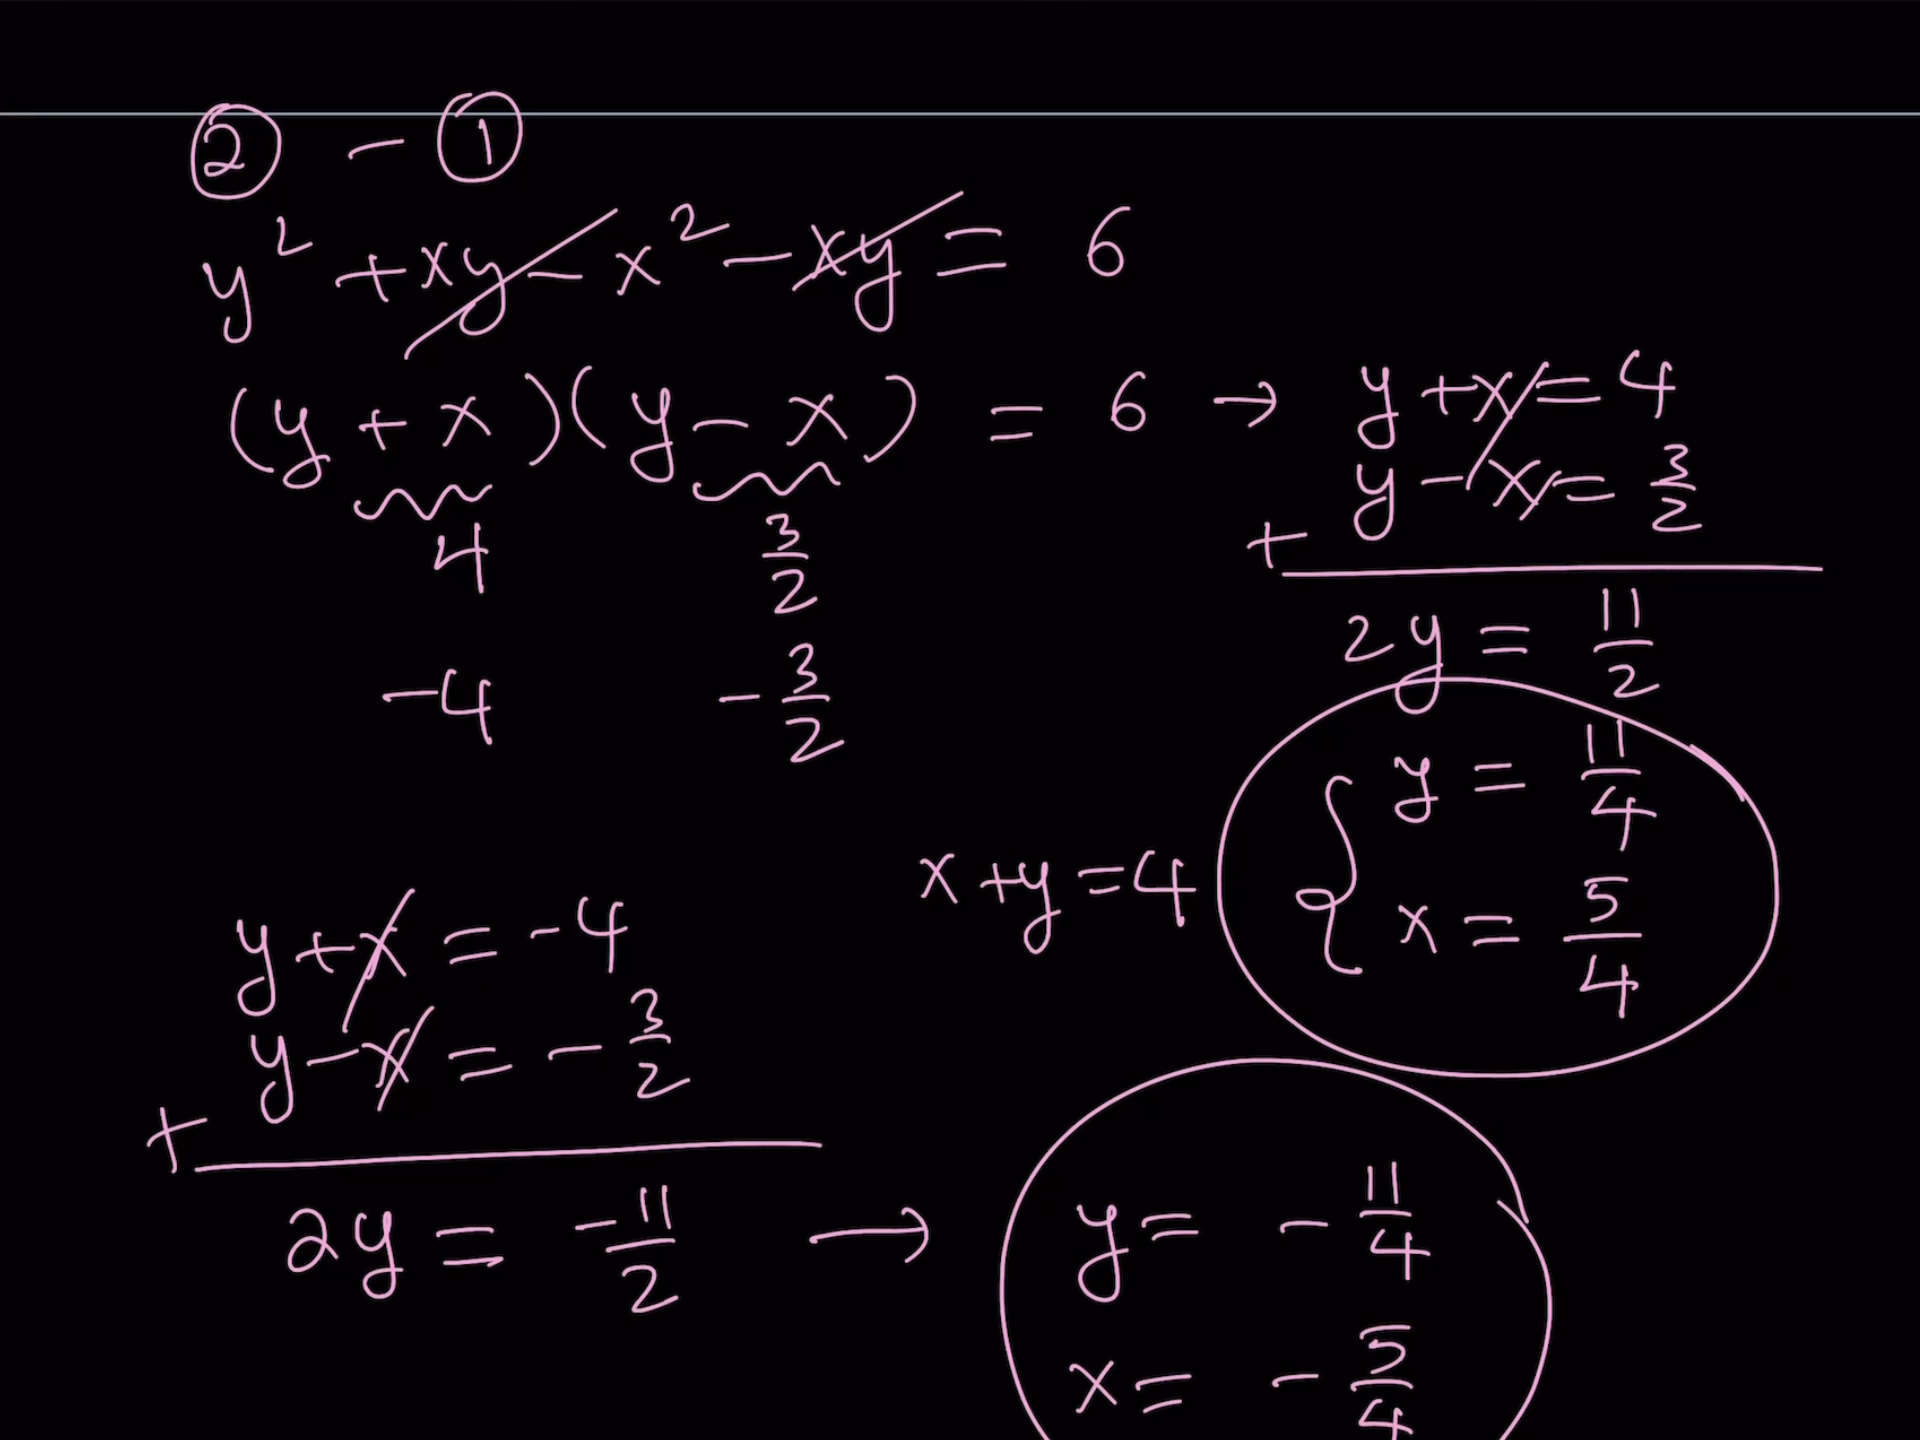 ② - ①
y² + xy - x² - xy = 6
(y + x)(y - x) = 6 → y + x = 4
4 3/2
-4 -3/2
y - x = 3/2
+
2y = 11/2
y = 11/4
x + y = 4
x = 5/4
y + x = -4
y - x = -3/2
+
2y = -11/2 →
y = -11/4
x = -5/4